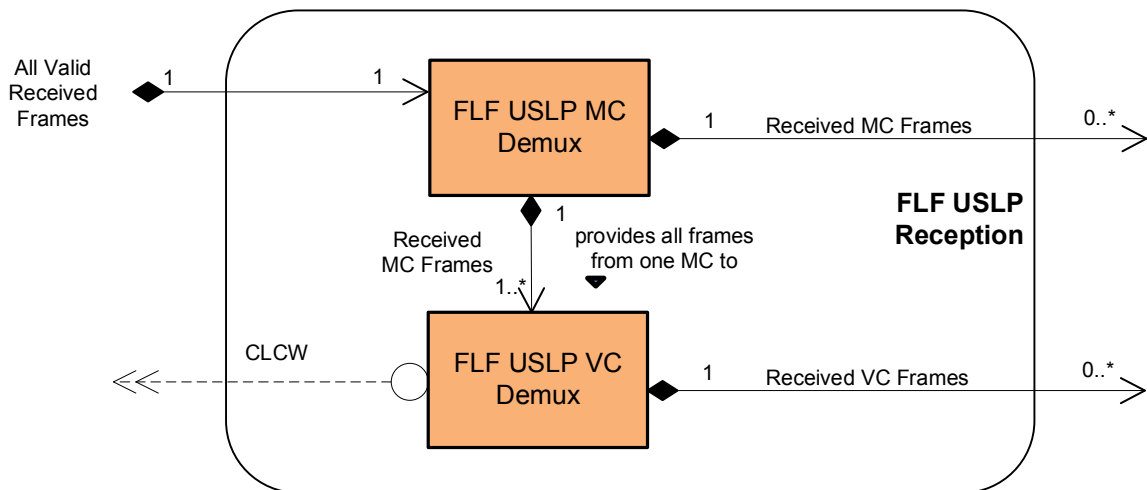 All Valid
Received
Frames
1
1
FLF USLP MC
Demux
1
Received MC Frames
0..*
FLF USLP
Reception
1
Received
MC Frames
provides all frames
from one MC to
1..*
CLCW
FLF USLP VC
Demux
1
Received VC Frames
0..*